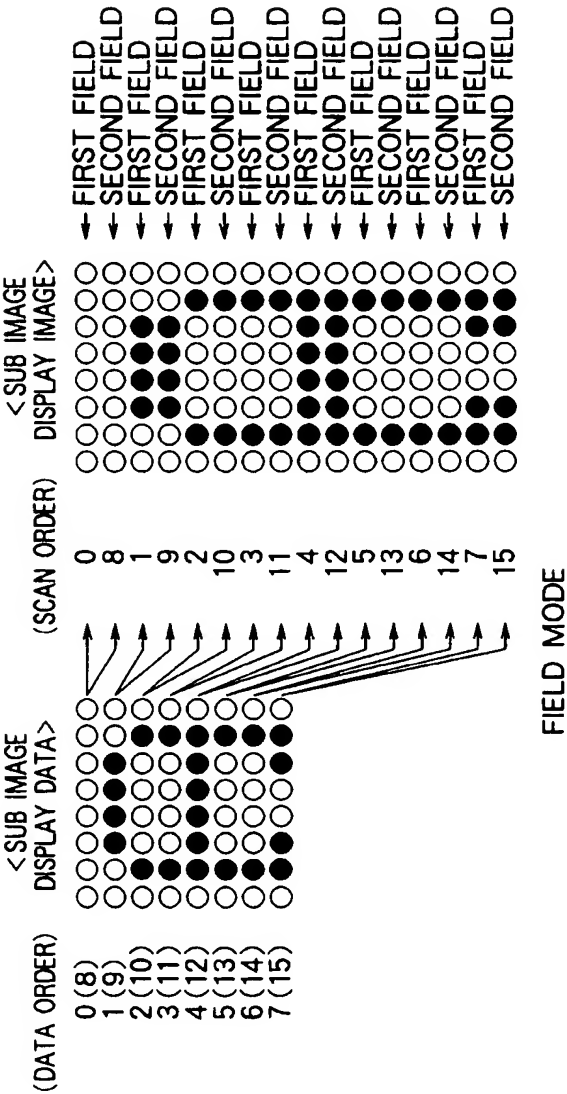 <SUB IMAGE
DISPLAY DATA>
<SUB IMAGE
DISPLAY IMAGE>
(DATA ORDER)
(SCAN ORDER)
0(8)
1(9)
2(10)
3(11)
4(12)
5(13)
6(14)
7(15)
0
8
1
9
2
10
3
11
4
12
5
13
6
14
7
15
FIRST FIELD
SECOND FIELD
FIRST FIELD
SECOND FIELD
FIRST FIELD
SECOND FIELD
FIRST FIELD
SECOND FIELD
FIRST FIELD
SECOND FIELD
FIRST FIELD
SECOND FIELD
FIRST FIELD
SECOND FIELD
FIRST FIELD
SECOND FIELD
FIELD MODE